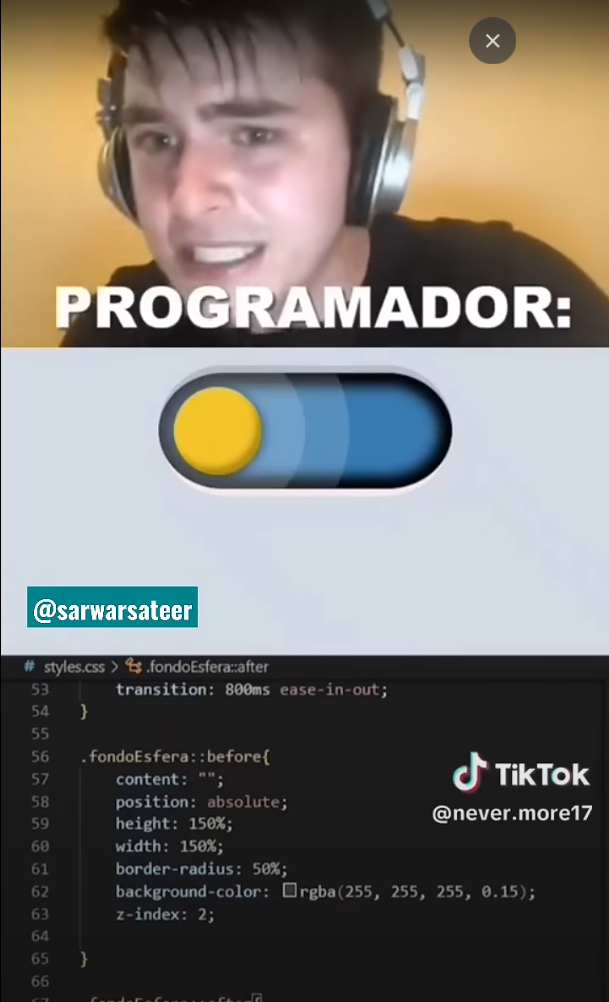 PROGRAMADOR:
@sarwarsateer
# styles.css > .fondoEsfera::after
53 transition: 800ms ease-in-out;
54 }
55
56 .fondoEsfera::before{
57 content: "";
58 position: absolute;
59 height: 150%;
60 width: 150%;
61 border-radius: 50%;
62 background-color: rgba(255, 255, 255, 0.15);
63 z-index: 2;
64
65 }
66
TikTok
@never.more17